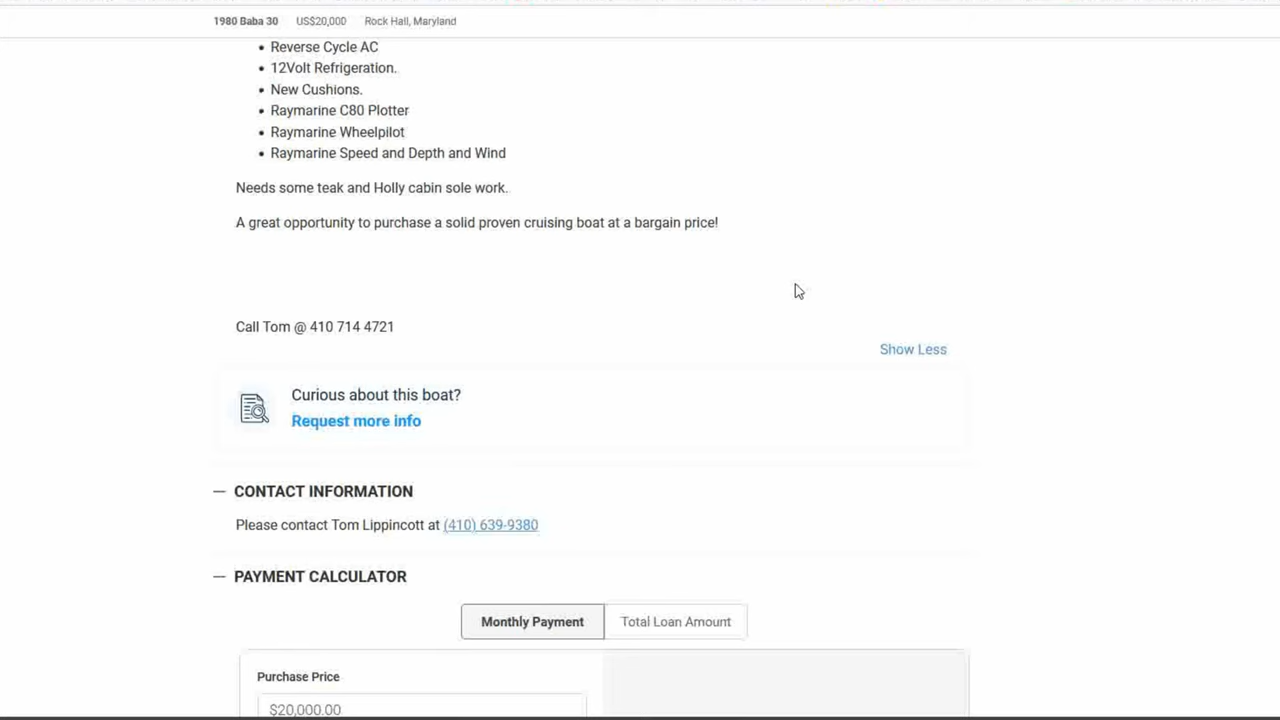 1980 Baba 30 US$20,000 Rock Hall, Maryland
• Reverse Cycle AC
• 12Volt Refrigeration.
• New Cushions.
• Raymarine C80 Plotter
• Raymarine Wheelpilot
• Raymarine Speed and Depth and Wind
Needs some teak and Holly cabin sole work.
A great opportunity to purchase a solid proven cruising boat at a bargain price!
Call Tom @ 410 714 4721
Show Less
Curious about this boat?
Request more info
— CONTACT INFORMATION
Please contact Tom Lippincott at (410) 639-9380
— PAYMENT CALCULATOR
Monthly Payment Total Loan Amount
Purchase Price
$20,000.00